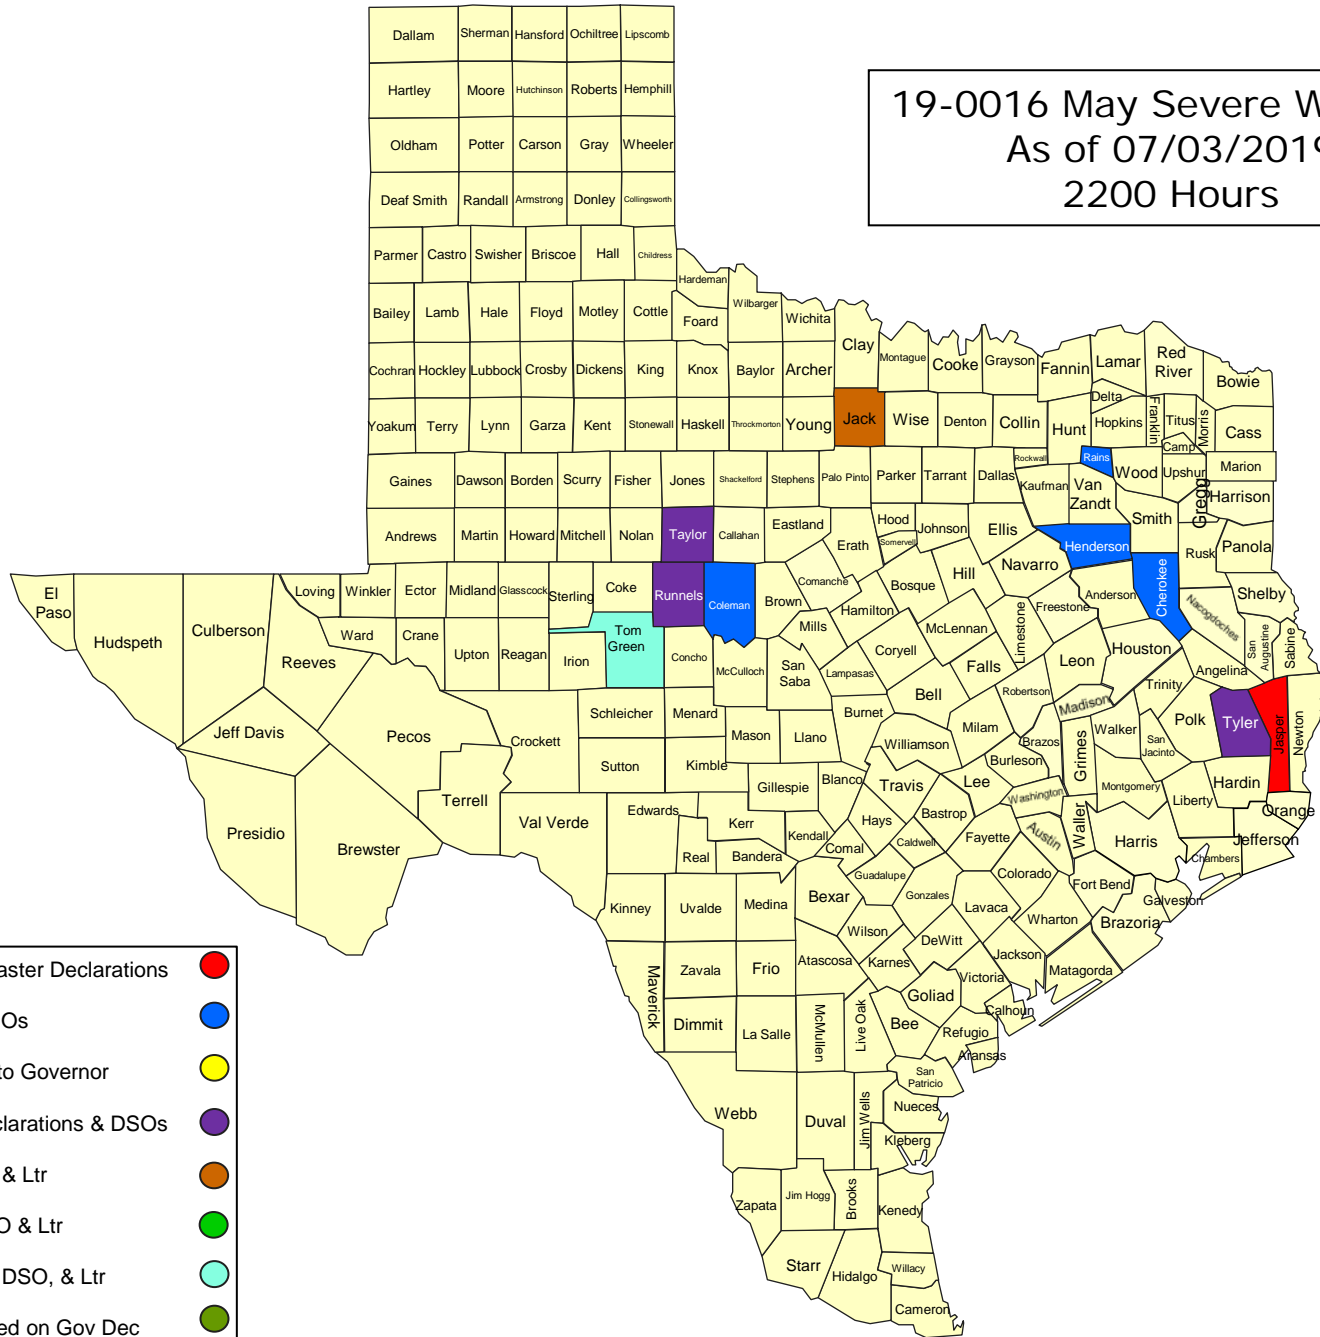 19-0016 May Severe W
As of 07/03/2019
2200 Hours
Dallam Sherman Hansford Ochiltree Lipscomb
Hartley Moore Hutchinson Roberts Hemphill
Oldham Potter Carson Gray Wheeler
Deaf Smith Randall Armstrong Donley Collingsworth
Parmer Castro Swisher Briscoe Hall Childress
Hardeman
Bailey Lamb Hale Floyd Motley Cottle Foard Wilbarger Wichita Clay
Montague Cooke Grayson Fannin Lamar Red
River Bowie
Cochran Hockley Lubbock Crosby Dickens King Knox Baylor Archer
Delta
Yoakum Terry Lynn Garza Kent Stonewall Haskell Throckmorton Young Jack Wise Denton Collin Hunt Hopkins Franklin Titus Morris Cass
Camp
Rockwall Rains
Gaines Dawson Borden Scurry Fisher Jones Shackelford Stephens Palo Pinto Parker Tarrant Dallas Kaufman Van
Zandt Wood Upshur Marion
Gregg Harrison
Andrews Martin Howard Mitchell Nolan Taylor Callahan Eastland Erath Hood Somervell Johnson Ellis Henderson Smith Rusk Panola
El
Paso Hudspeth Culberson Loving Winkler Ector Midland Glasscock Sterling Coke Runnels Coleman Brown Comanche Hamilton Bosque Hill Navarro Freestone Anderson Cherokee Nacogdoches Shelby
Reeves Ward Crane Upton Reagan Irion Tom
Green Concho McCulloch San
Saba Mills Lampasas Coryell McLennan Limestone Falls Leon Houston Angelina San
Augustine Sabine
Jeff Davis Pecos Crockett Schleicher Menard Mason Llano Burnet Bell Milam Robertson Madison Trinity Polk Tyler Jasper Newton
Sutton Kimble Gillespie Blanco Williamson Travis Lee Burleson Brazos Grimes Walker San
Jacinto Hardin
Presidio Brewster Terrell Val Verde Edwards Real Kerr Bandera Kendall Comal Hays Caldwell Bastrop Fayette Washington Austin Waller Montgomery Harris Liberty Orange
Jefferson
Chambers
Kinney Uvalde Medina Bexar Guadalupe Gonzales Lavaca Colorado Wharton Fort Bend Brazoria Galveston
Maverick Zavala Frio Atascosa Wilson Karnes DeWitt Victoria Jackson Matagorda
Dimmit La Salle McMullen Live Oak Bee Goliad Refugio Calhoun
Aransas
San
Patricio
Webb Duval Jim Wells Nueces
Kleberg
Zapata Jim Hogg Brooks Kenedy
Starr Hidalgo Willacy
Cameron
aster Declarations
Os
to Governor
clarations & DSOs
& Ltr
O & Ltr
DSO, & Ltr
ed on Gov Dec